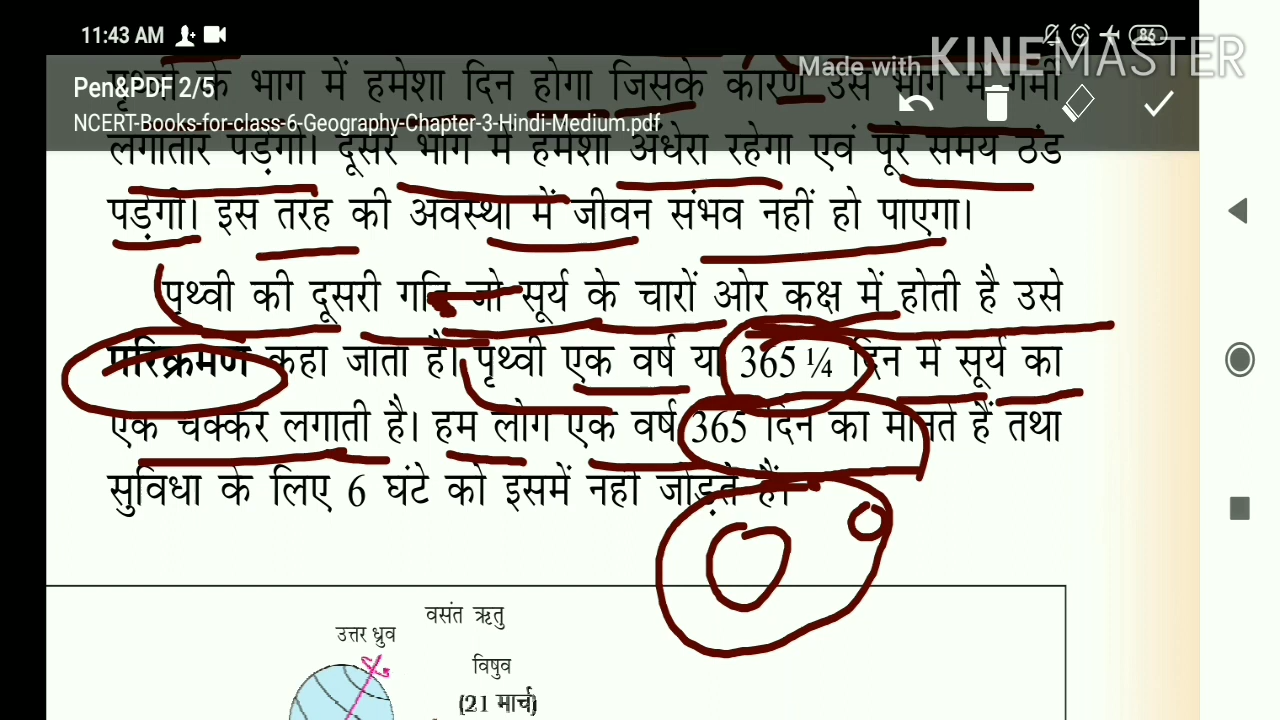 11:43 AM
86
Made with KINEMASTER
Pen&PDF 2/5
NCERT-Books-for-class-6-Geography-Chapter-3-Hindi-Medium.pdf
पृथ्वी के भाग में हमेशा दिन होगा जिसके कारण उस भाग में गर्मी
लगातार पड़ेगी। दूसरे भाग में हमेशा अंधेरा रहेगा एवं पूरे समय ठंड
पड़ेगी। इस तरह की अवस्था में जीवन संभव नहीं हो पाएगा।
पृथ्वी की दूसरी गति जो सूर्य के चारों ओर कक्ष में होती है उसे
परिक्रमण कहा जाता है। पृथ्वी एक वर्ष या 365 ¼ दिन में सूर्य का
एक चक्कर लगाती है। हम लोग एक वर्ष 365 दिन का मानते हैं तथा
सुविधा के लिए 6 घंटे को इसमें नहीं जोड़ते हैं।
वसंत ऋतु
उत्तर ध्रुव
विषुव
(21 मार्च)